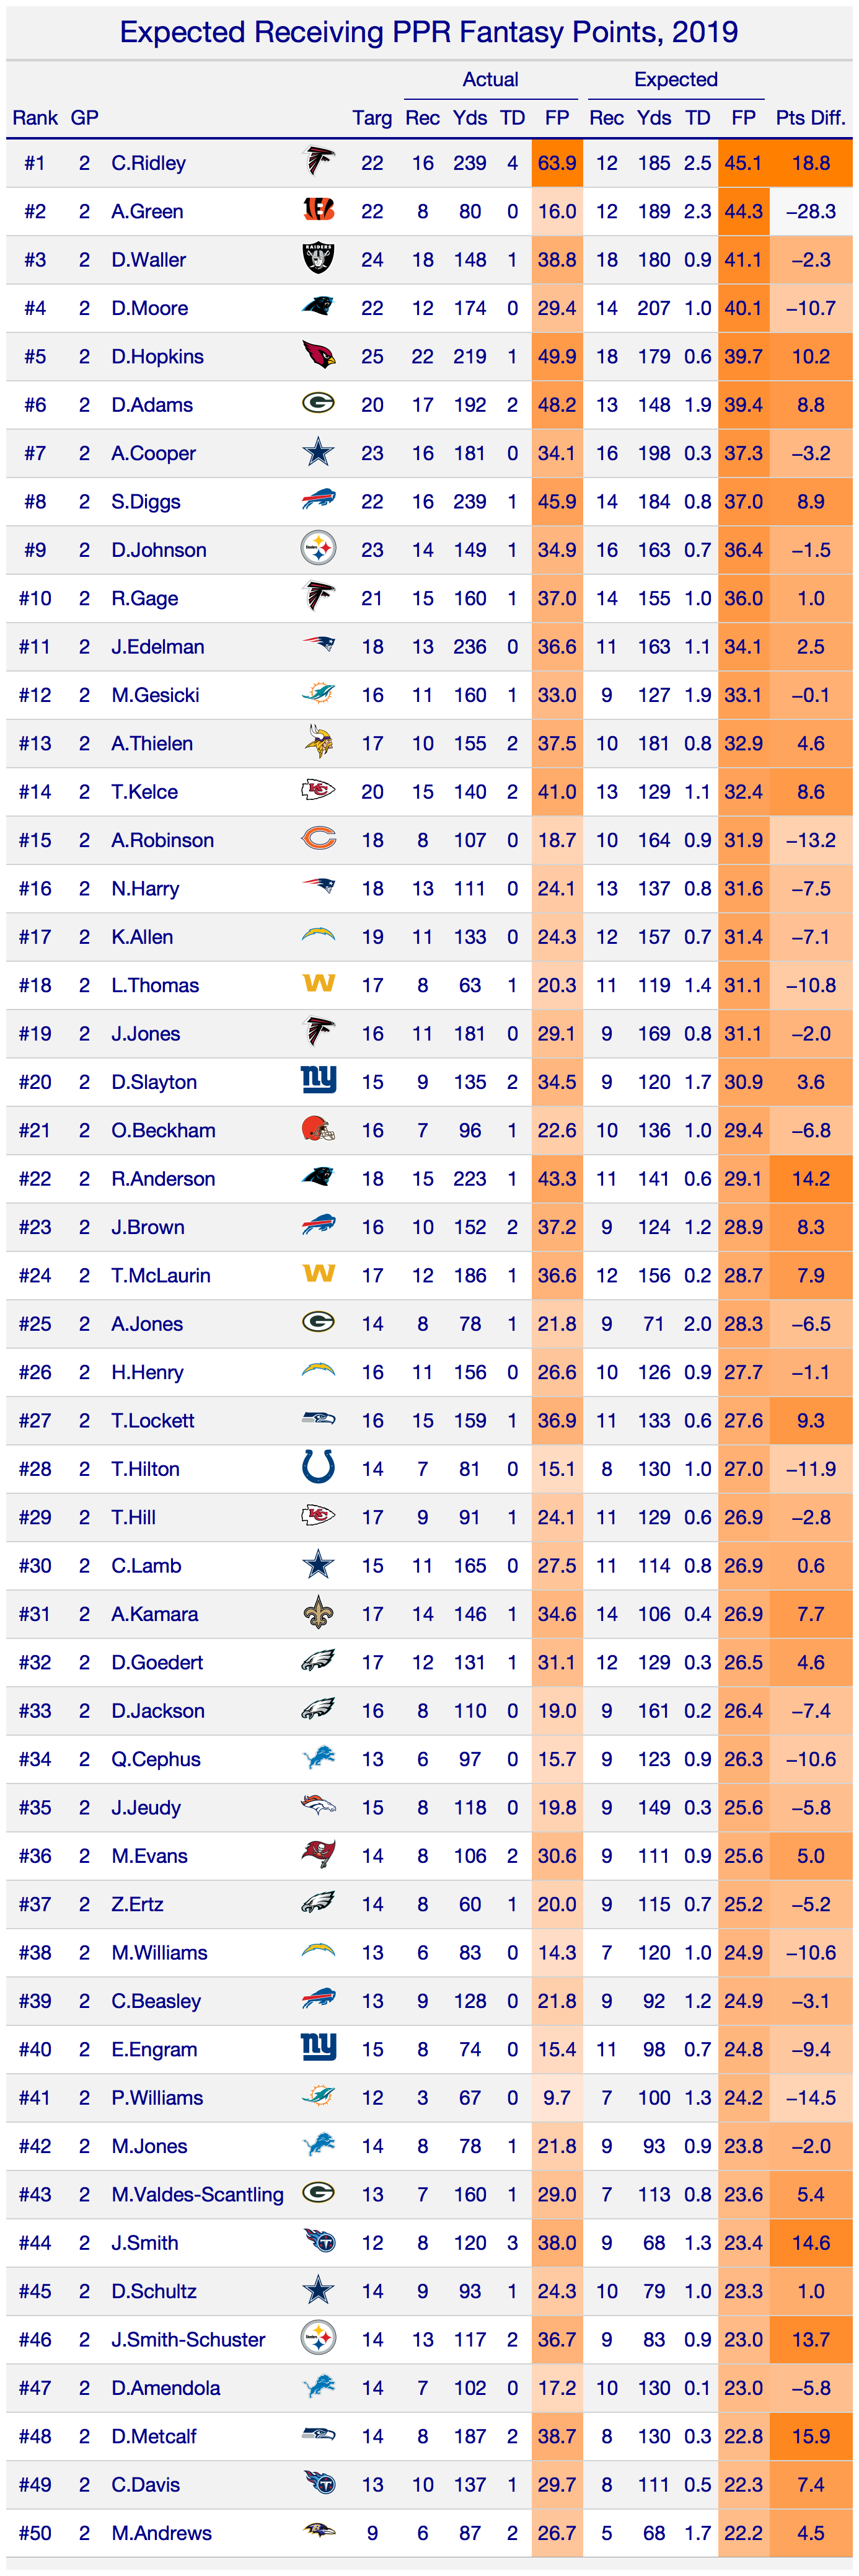 Expected Receiving PPR Fantasy Points, 2019
Actual Expected
Rank GP Targ Rec Yds TD FP Rec Yds TD FP Pts Diff.
#1 2 C.Ridley 22 16 239 4 63.9 12 185 2.5 45.1 18.8
#2 2 A.Green 22 8 80 0 16.0 12 189 2.3 44.3 −28.3
#3 2 D.Waller RAIDERS 24 18 148 1 38.8 18 180 0.9 41.1 −2.3
#4 2 D.Moore 22 12 174 0 29.4 14 207 1.0 40.1 −10.7
#5 2 D.Hopkins 25 22 219 1 49.9 18 179 0.6 39.7 10.2
#6 2 D.Adams G 20 17 192 2 48.2 13 148 1.9 39.4 8.8
#7 2 A.Cooper 23 16 181 0 34.1 16 198 0.3 37.3 −3.2
#8 2 S.Diggs 22 16 239 1 45.9 14 184 0.8 37.0 8.9
#9 2 D.Johnson Steelers 23 14 149 1 34.9 16 163 0.7 36.4 −1.5
#10 2 R.Gage 21 15 160 1 37.0 14 155 1.0 36.0 1.0
#11 2 J.Edelman 18 13 236 0 36.6 11 163 1.1 34.1 2.5
#12 2 M.Gesicki 16 11 160 1 33.0 9 127 1.9 33.1 −0.1
#13 2 A.Thielen 17 10 155 2 37.5 10 181 0.8 32.9 4.6
#14 2 T.Kelce KC 20 15 140 2 41.0 13 129 1.1 32.4 8.6
#15 2 A.Robinson C 18 8 107 0 18.7 10 164 0.9 31.9 −13.2
#16 2 N.Harry 18 13 111 0 24.1 13 137 0.8 31.6 −7.5
#17 2 K.Allen 19 11 133 0 24.3 12 157 0.7 31.4 −7.1
#18 2 L.Thomas W 17 8 63 1 20.3 11 119 1.4 31.1 −10.8
#19 2 J.Jones 16 11 181 0 29.1 9 169 0.8 31.1 −2.0
#20 2 D.Slayton ny 15 9 135 2 34.5 9 120 1.7 30.9 3.6
#21 2 O.Beckham 16 7 96 1 22.6 10 136 1.0 29.4 −6.8
#22 2 R.Anderson 18 15 223 1 43.3 11 141 0.6 29.1 14.2
#23 2 J.Brown 16 10 152 2 37.2 9 124 1.2 28.9 8.3
#24 2 T.McLaurin W 17 12 186 1 36.6 12 156 0.2 28.7 7.9
#25 2 A.Jones G 14 8 78 1 21.8 9 71 2.0 28.3 −6.5
#26 2 H.Henry 16 11 156 0 26.6 10 126 0.9 27.7 −1.1
#27 2 T.Lockett 16 15 159 1 36.9 11 133 0.6 27.6 9.3
#28 2 T.Hilton 14 7 81 0 15.1 8 130 1.0 27.0 −11.9
#29 2 T.Hill KC 17 9 91 1 24.1 11 129 0.6 26.9 −2.8
#30 2 C.Lamb 15 11 165 0 27.5 11 114 0.8 26.9 0.6
#31 2 A.Kamara 17 14 146 1 34.6 14 106 0.4 26.9 7.7
#32 2 D.Goedert 17 12 131 1 31.1 12 129 0.3 26.5 4.6
#33 2 D.Jackson 16 8 110 0 19.0 9 161 0.2 26.4 −7.4
#34 2 Q.Cephus 13 6 97 0 15.7 9 123 0.9 26.3 −10.6
#35 2 J.Jeudy 15 8 118 0 19.8 9 149 0.3 25.6 −5.8
#36 2 M.Evans 14 8 106 2 30.6 9 111 0.9 25.6 5.0
#37 2 Z.Ertz 14 8 60 1 20.0 9 115 0.7 25.2 −5.2
#38 2 M.Williams 13 6 83 0 14.3 7 120 1.0 24.9 −10.6
#39 2 C.Beasley 13 9 128 0 21.8 9 92 1.2 24.9 −3.1
#40 2 E.Engram ny 15 8 74 0 15.4 11 98 0.7 24.8 −9.4
#41 2 P.Williams 12 3 67 0 9.7 7 100 1.3 24.2 −14.5
#42 2 M.Jones 14 8 78 1 21.8 9 93 0.9 23.8 −2.0
#43 2 M.Valdes-Scantling G 13 7 160 1 29.0 7 113 0.8 23.6 5.4
#44 2 J.Smith T 12 8 120 3 38.0 9 68 1.3 23.4 14.6
#45 2 D.Schultz 14 9 93 1 24.3 10 79 1.0 23.3 1.0
#46 2 J.Smith-Schuster Steelers 14 13 117 2 36.7 9 83 0.9 23.0 13.7
#47 2 D.Amendola 14 7 102 0 17.2 10 130 0.1 23.0 −5.8
#48 2 D.Metcalf 14 8 187 2 38.7 8 130 0.3 22.8 15.9
#49 2 C.Davis T 13 10 137 1 29.7 8 111 0.5 22.3 7.4
#50 2 M.Andrews 9 6 87 2 26.7 5 68 1.7 22.2 4.5